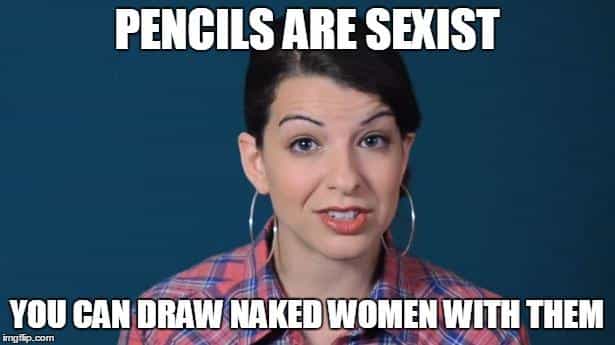 PENCILS ARE SEXIST
YOU CAN DRAW NAKED WOMEN WITH THEM
imgflip.com